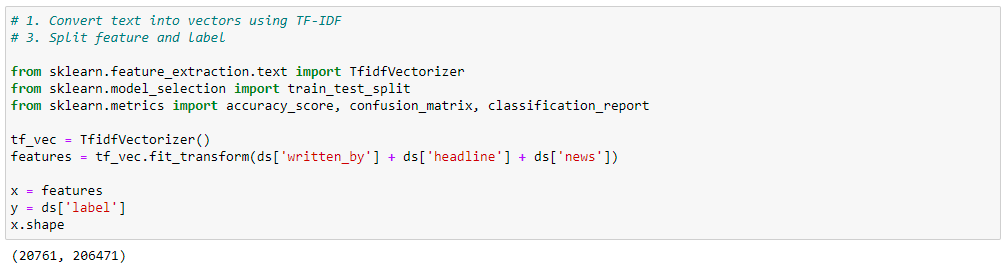 # 1. Convert text into vectors using TF-IDF
# 3. Split feature and label
from sklearn.feature_extraction.text import TfidfVectorizer
from sklearn.model_selection import train_test_split
from sklearn.metrics import accuracy_score, confusion_matrix, classification_report
tf_vec = TfidfVectorizer()
features = tf_vec.fit_transform(ds['written_by'] + ds['headline'] + ds['news'])
x = features
y = ds['label']
x.shape
(20761, 206471)